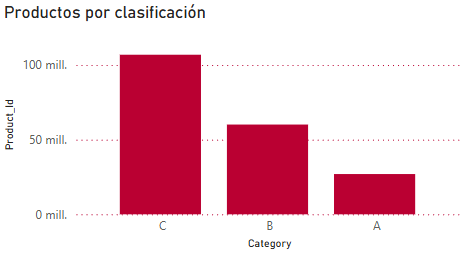 Productos por clasificación
Product_Id
100 mill.
50 mill.
0 mill.
C B A
Category